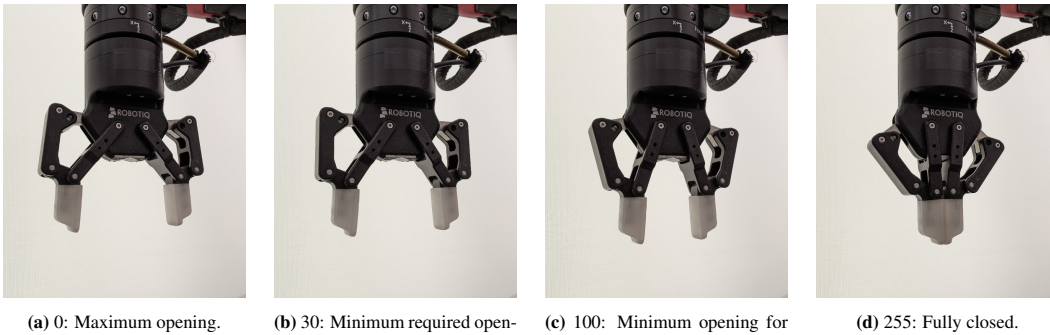 ROBOTIQ
ROBOTIQ
ROBOTIQ
ROBOTIQ
(a) 0: Maximum opening.
(b) 30: Minimum required open-
(c) 100: Minimum opening for
(d) 255: Fully closed.